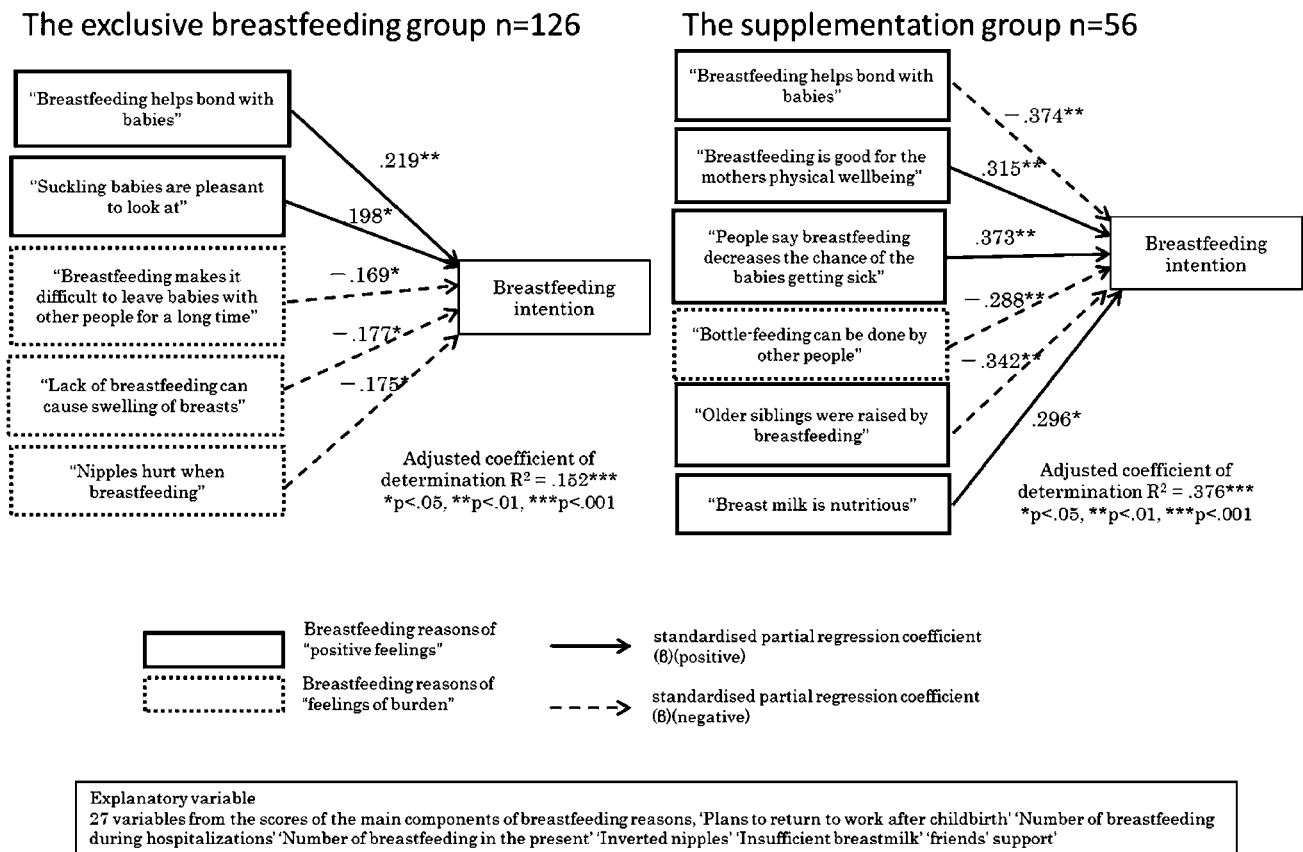 The exclusive breastfeeding group n=126
"Breastfeeding helps bond with
babies"
"Suckling babies are pleasant
to look at"
"Breastfeeding makes it
difficult to leave babies with
other people for a long time"
"Lack of breastfeeding can
cause swelling of breasts"
"Nipples hurt when
breastfeeding"
.219**
.198*
−.169*
−.177*
−.175*
Breastfeeding
intention
Adjusted coefficient of
determination R² = .152***
*p<.05, **p<.01, ***p<.001
The supplementation group n=56
"Breastfeeding helps bond with
babies"
"Breastfeeding is good for the
mothers physical wellbeing"
"People say breastfeeding
decreases the chance of the
babies getting sick"
"Bottle-feeding can be done by
other people"
"Older siblings were raised by
breastfeeding"
"Breast milk is nutritious"
−.374**
.315**
.373**
−.288**
−.342**
.296*
Breastfeeding
intention
Adjusted coefficient of
determination R² = .376***
*p<.05, **p<.01, ***p<.001
Breastfeeding reasons of
"positive feelings"
standardised partial regression coefficient
(β)(positive)
Breastfeeding reasons of
"feelings of burden"
standardised partial regression coefficient
(β)(negative)
Explanatory variable
27 variables from the scores of the main components of breastfeeding reasons, 'Plans to return to work after childbirth' 'Number of breastfeeding
during hospitalizations' 'Number of breastfeeding in the present' 'Inverted nipples' 'Insufficient breastmilk' 'friends' support'